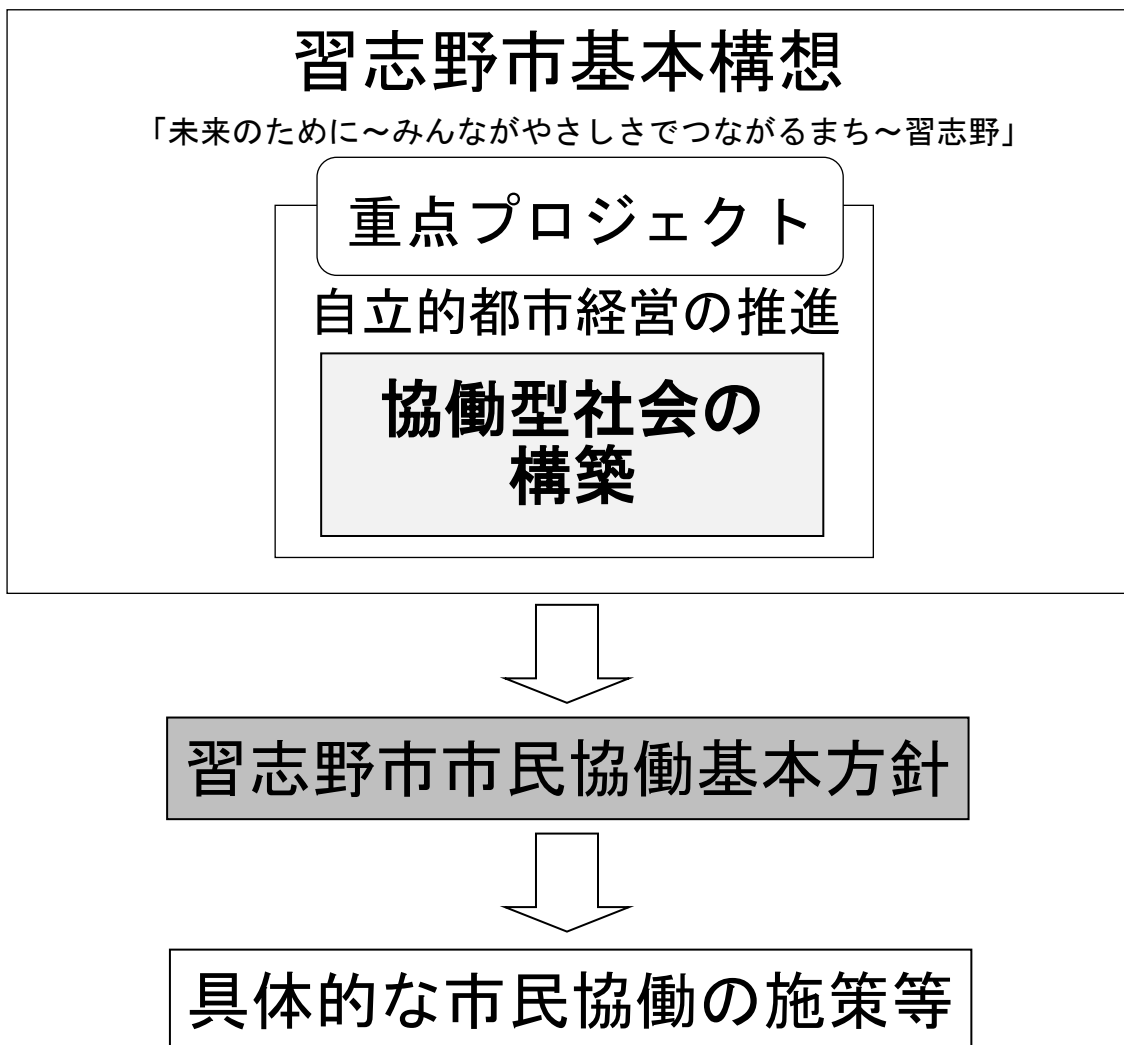 習志野市基本構想
「未来のために～みんながやさしさでつながるまち～習志野」
重点プロジェクト
自立的都市経営の推進
協働型社会の
構築
習志野市市民協働基本方針
具体的な市民協働の施策等